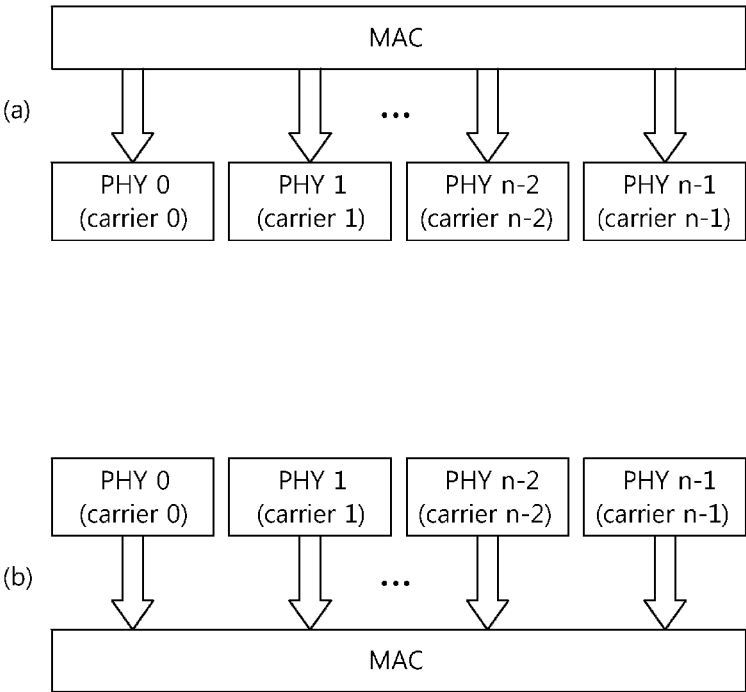 MAC
(a)
...
PHY 0
(carrier 0)
PHY 1
(carrier 1)
PHY n-2
(carrier n-2)
PHY n-1
(carrier n-1)
PHY 0
(carrier 0)
PHY 1
(carrier 1)
PHY n-2
(carrier n-2)
PHY n-1
(carrier n-1)
(b)
...
MAC